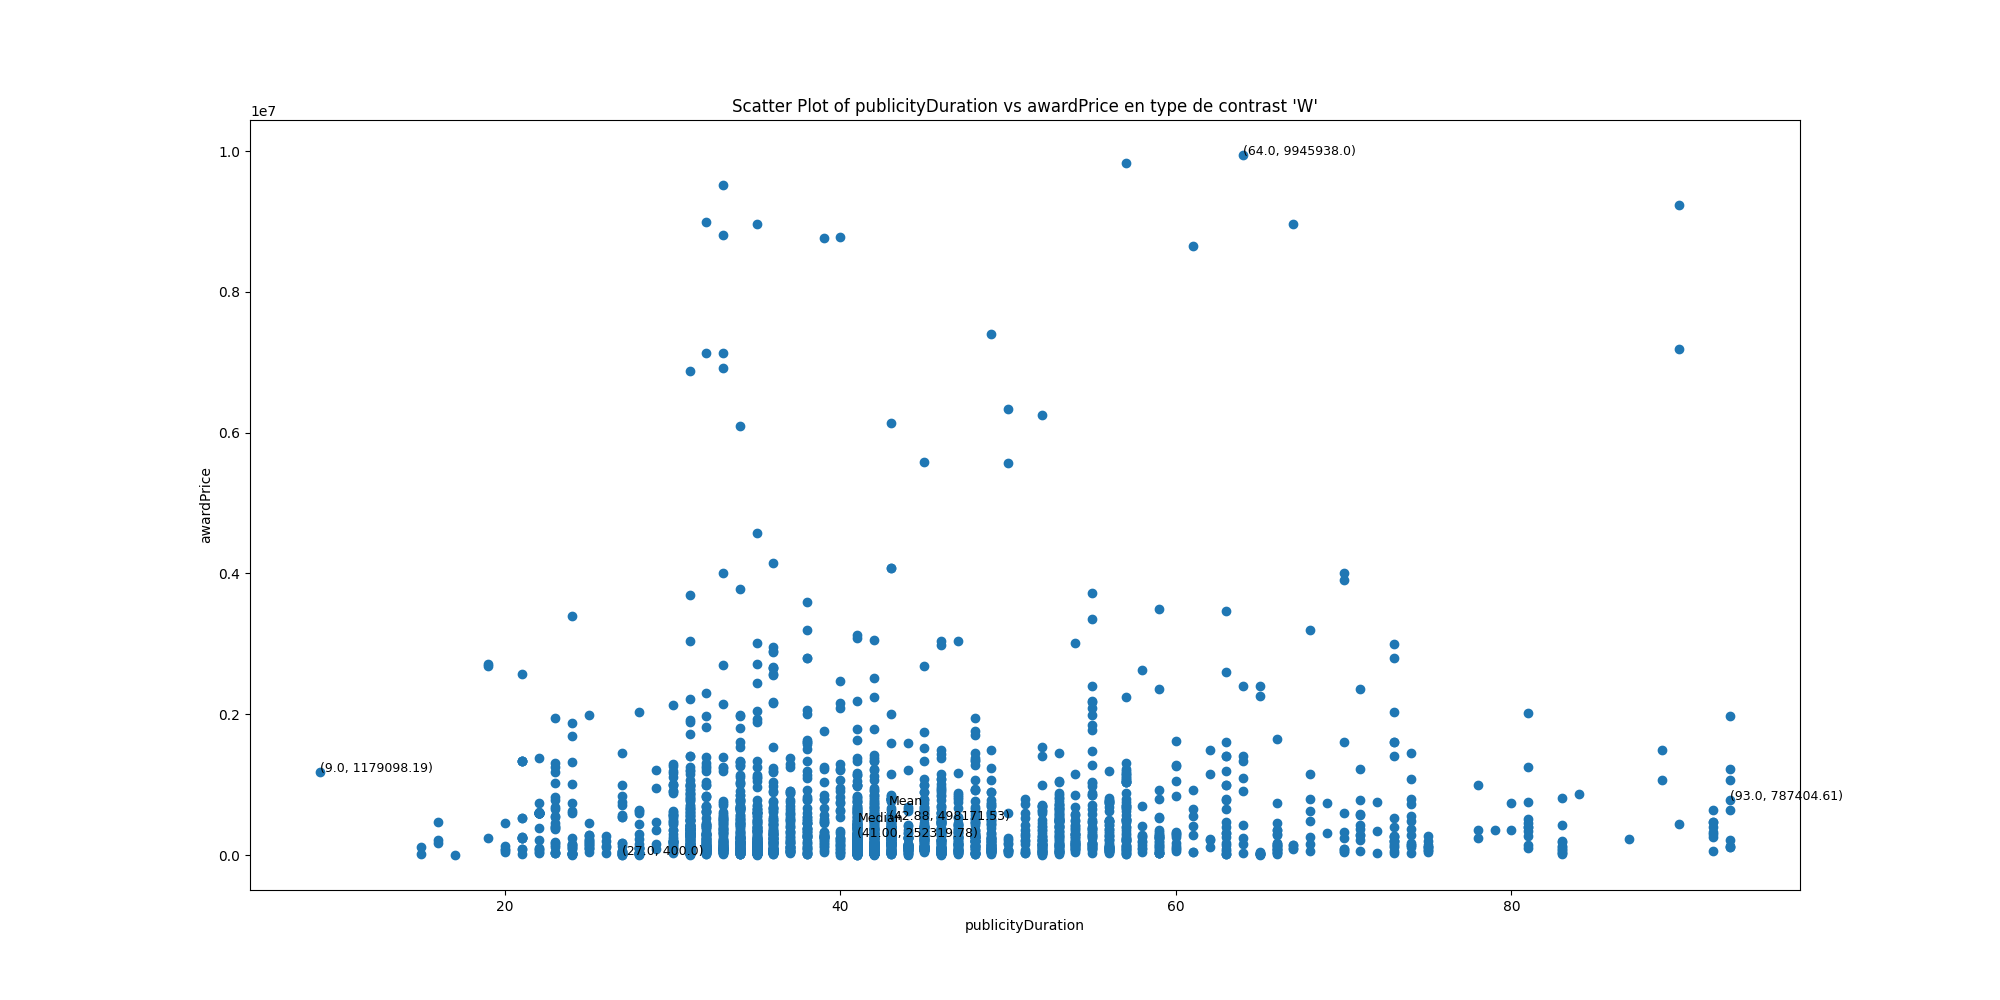 Scatter Plot of publicityDuration vs awardPrice en type de contrast 'W'
1e7
1.0
0.8
0.6
0.4
0.2
0.0
awardPrice
(64.0, 9945938.0)
(9.0, 1179098.19)
(93.0, 787404.61)
Mean
(42.88, 498171.53)
Median
(41.00, 252319.78)
(27.0, 400.0)
20
40
60
80
publicityDuration